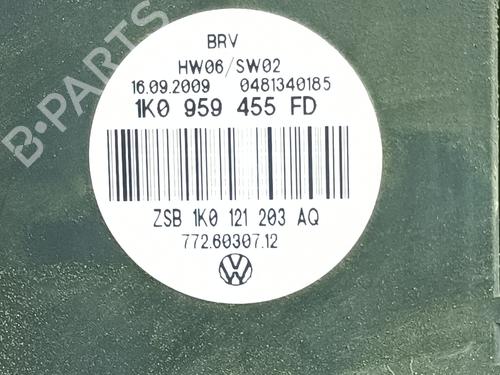 B-PARTS
BRV
HW06/SW02
16.09.2009 0481340185
1K0 959 455 FD
ZSB 1K0 121 203 AQ
772.60307.12